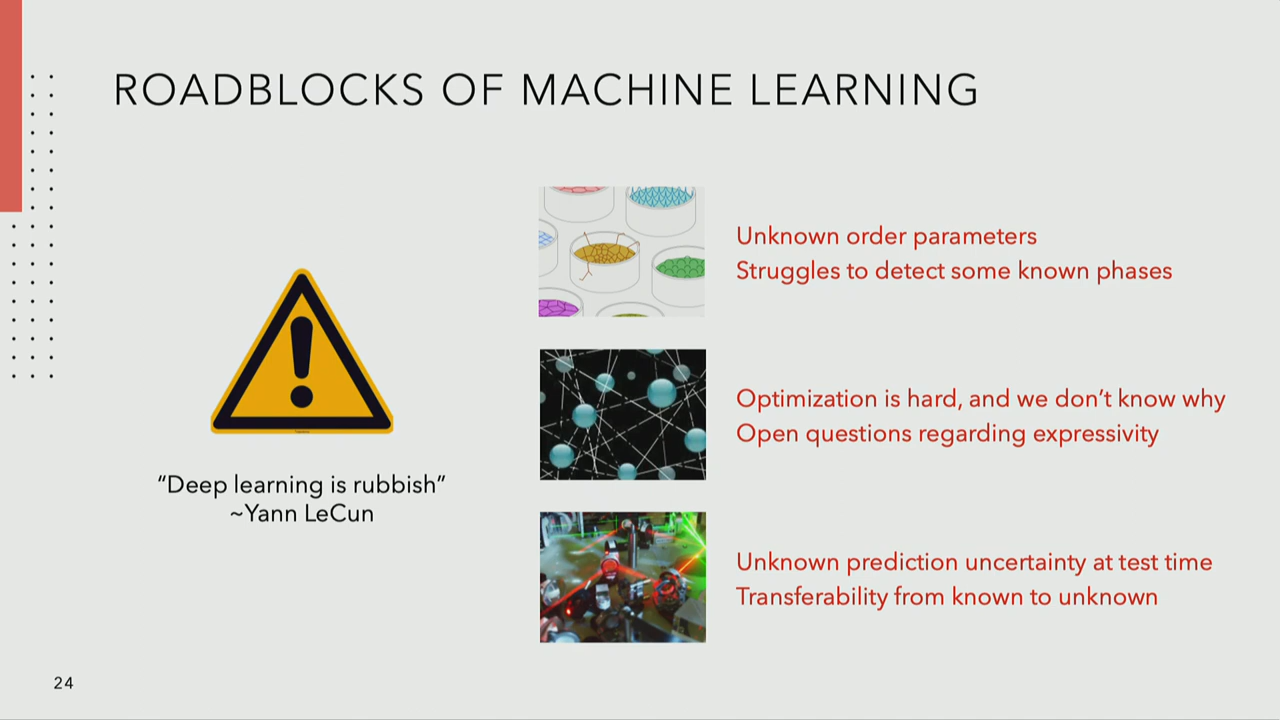 ROADBLOCKS OF MACHINE LEARNING
"Deep learning is rubbish"
~Yann LeCun
Unknown order parameters
Struggles to detect some known phases
Optimization is hard, and we don't know why
Open questions regarding expressivity
Unknown prediction uncertainty at test time
Transferability from known to unknown
24